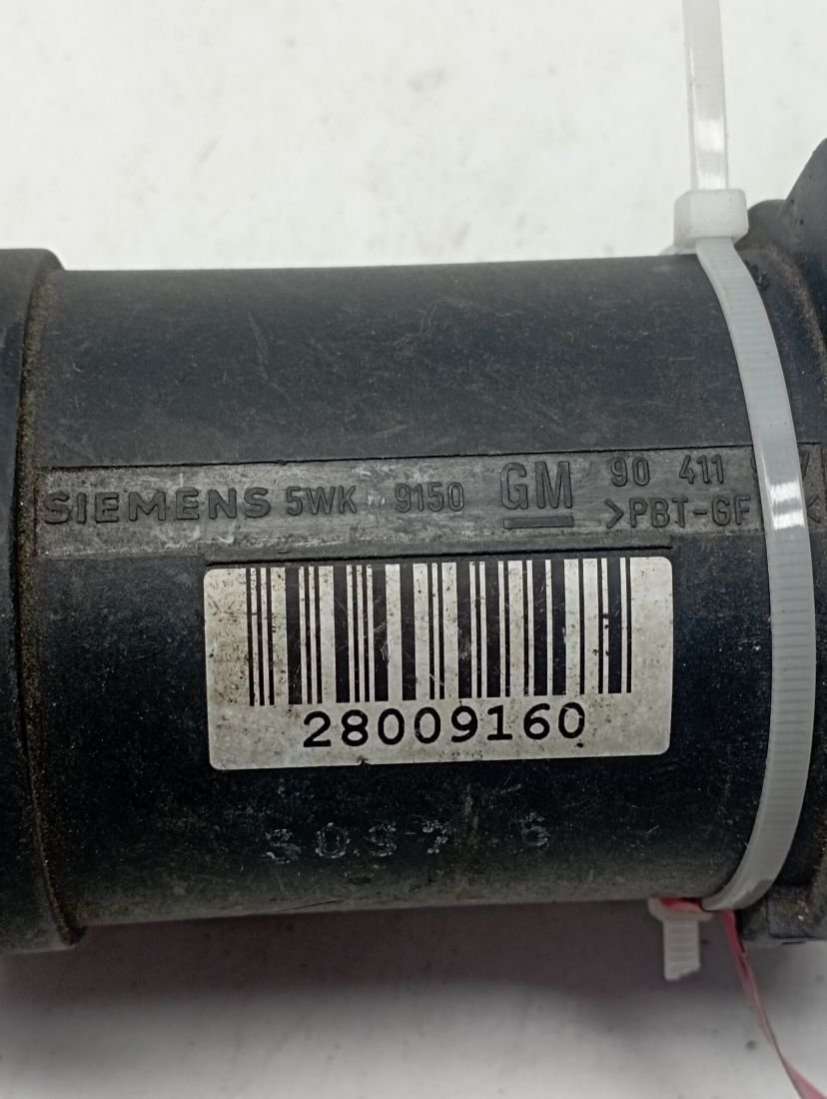 SIEMENS 5WK 9150 GM 90 411
>PBT-GF
28009160